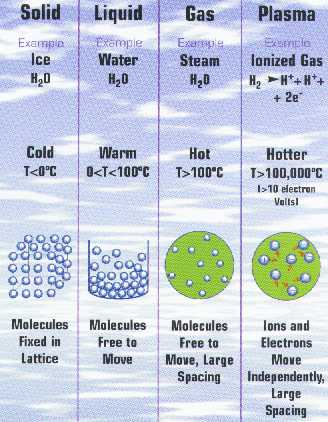 Solid
Example
Ice
H₂O
Cold
T<0°C
Molecules
Fixed in
Lattice
Liquid
Example
Water
H₂O
Warm
0<T<100°C
Molecules
Free to
Move
Gas
Example
Steam
H₂O
Hot
T>100°C
Molecules
Free to
Move, Large
Spacing
Plasma
Example
Ionized Gas
H₂ ➤H⁺+ H⁺+
+ 2e⁻
Hotter
T>100,000°C
(>10 electron
Volts)
Ions and
Electrons
Move
Independently,
Large
Spacing